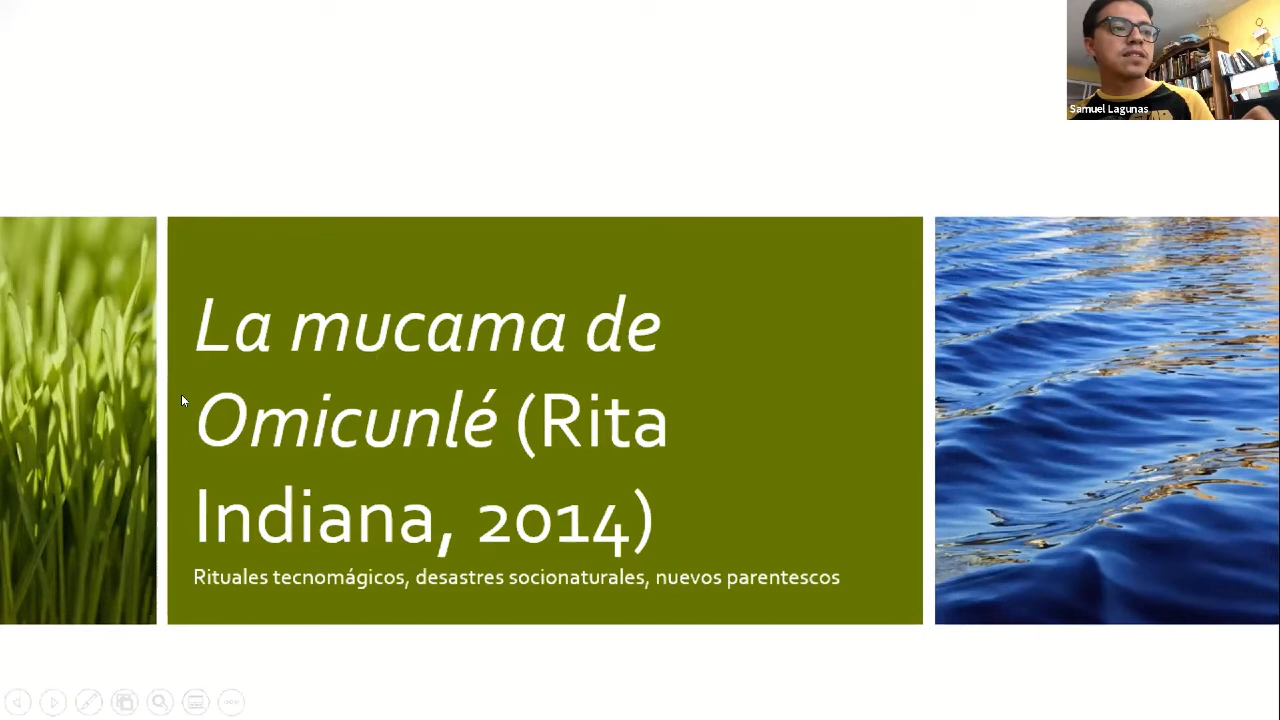 Samuel Lagunas
La mucama de
Omicunlé (Rita
Indiana, 2014)
Rituales tecnomágicos, desastres socionaturales, nuevos parentescos